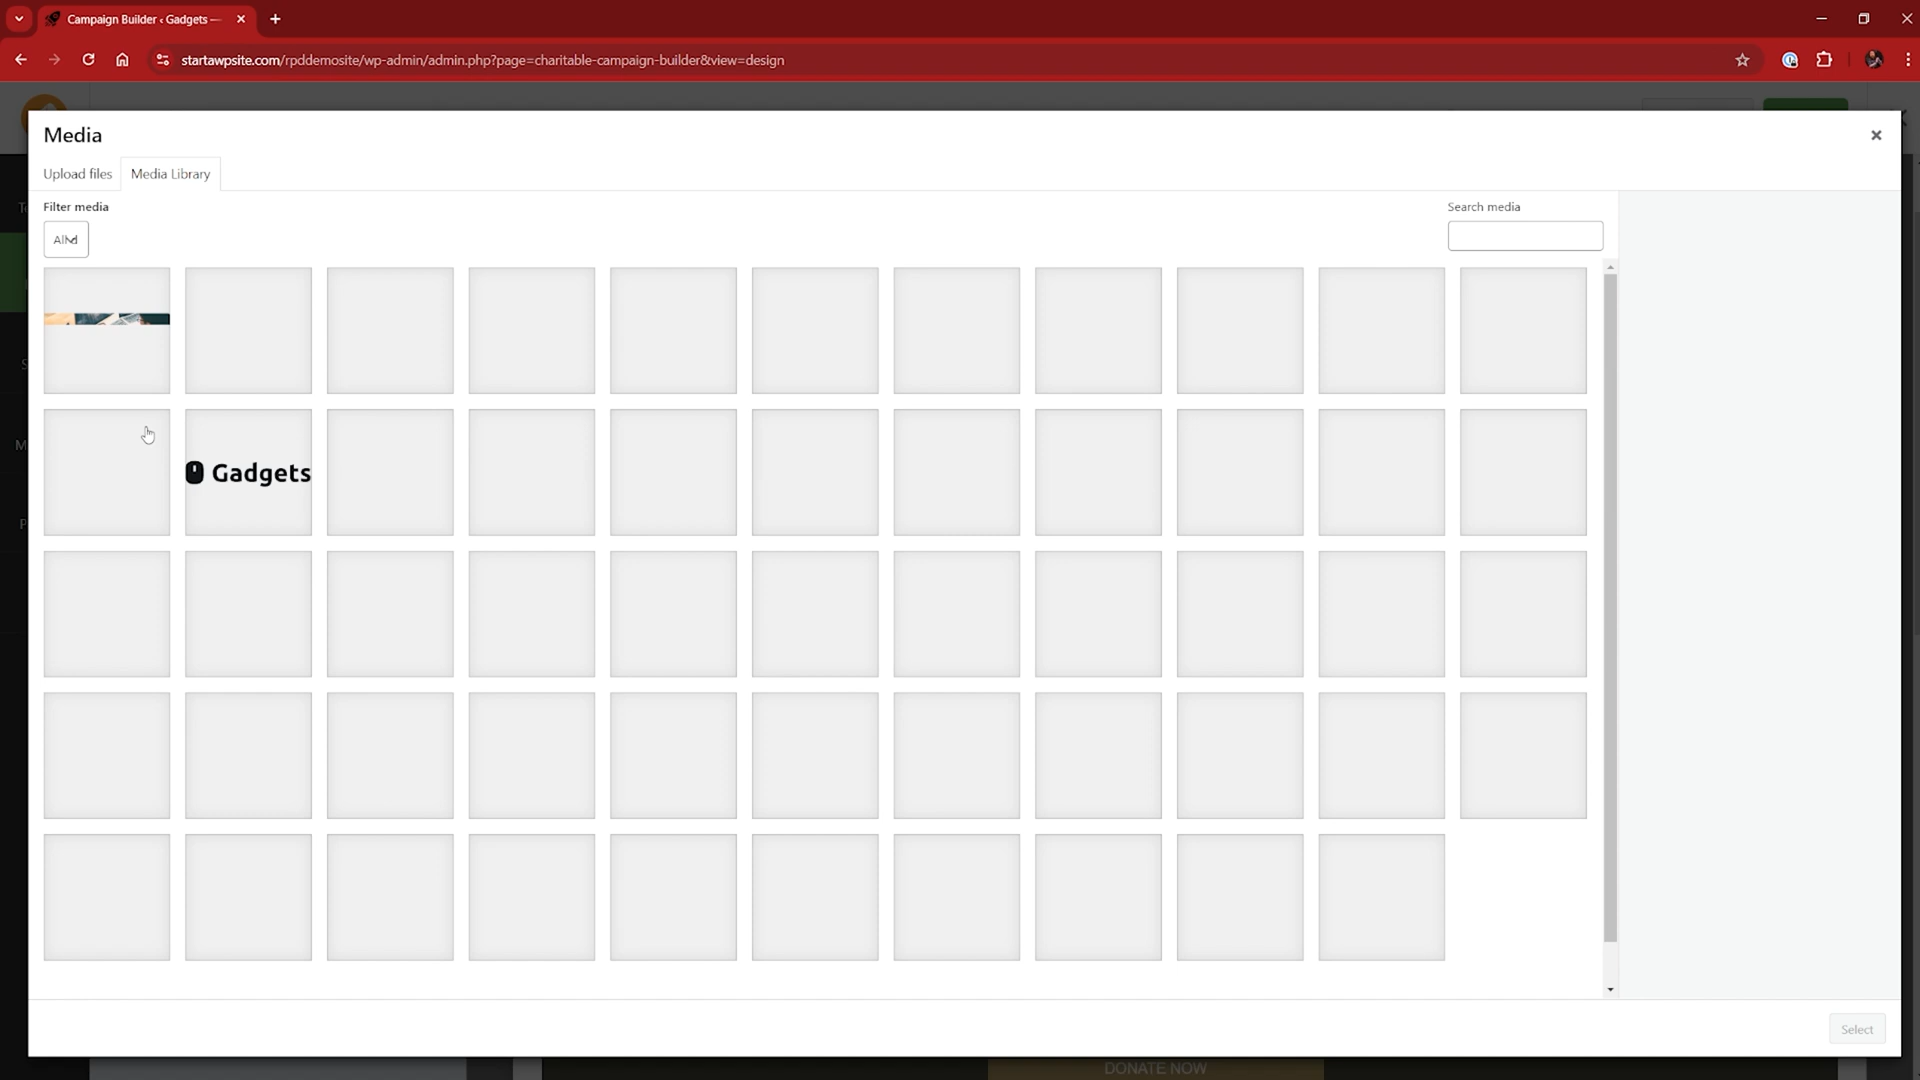 Campaign Builder ‹ Gadgets —
startawpsite.com/rpddemosite/wp-admin/admin.php?page=charitable-campaign-builder&view=design
Media
Upload files
Media Library
Filter media
Search media
Gadgets
Select
DONATE NOW